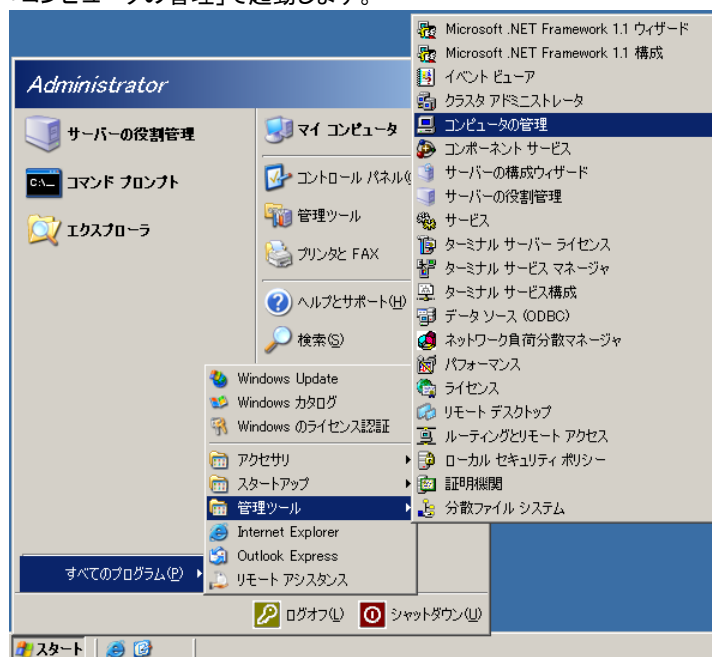 「コンピュータの管理」で起動します。
Administrator
サーバーの役割管理
コマンド プロンプト
エクスプローラ
マイ コンピュータ
コントロール パネル(
管理ツール
プリンタと FAX
ヘルプとサポート(H)
検索(S)
Windows Update
Windows カタログ
Windows のライセンス認証
アクセサリ
スタートアップ
管理ツール
Internet Explorer
Outlook Express
リモート アシスタンス
Microsoft .NET Framework 1.1 ウィザード
Microsoft .NET Framework 1.1 構成
イベント ビューア
クラスタ アドミニストレータ
コンピュータの管理
コンポーネント サービス
サーバーの構成ウィザード
サーバーの役割管理
サービス
ターミナル サーバー ライセンス
ターミナル サービス マネージャ
ターミナル サービス構成
データ ソース (ODBC)
ネットワーク負荷分散マネージャ
パフォーマンス
ライセンス
リモート デスクトップ
ルーティングとリモート アクセス
ローカル セキュリティ ポリシー
証明機関
分散ファイル システム
すべてのプログラム(P)
ログオフ(L)
シャットダウン(U)
スタート